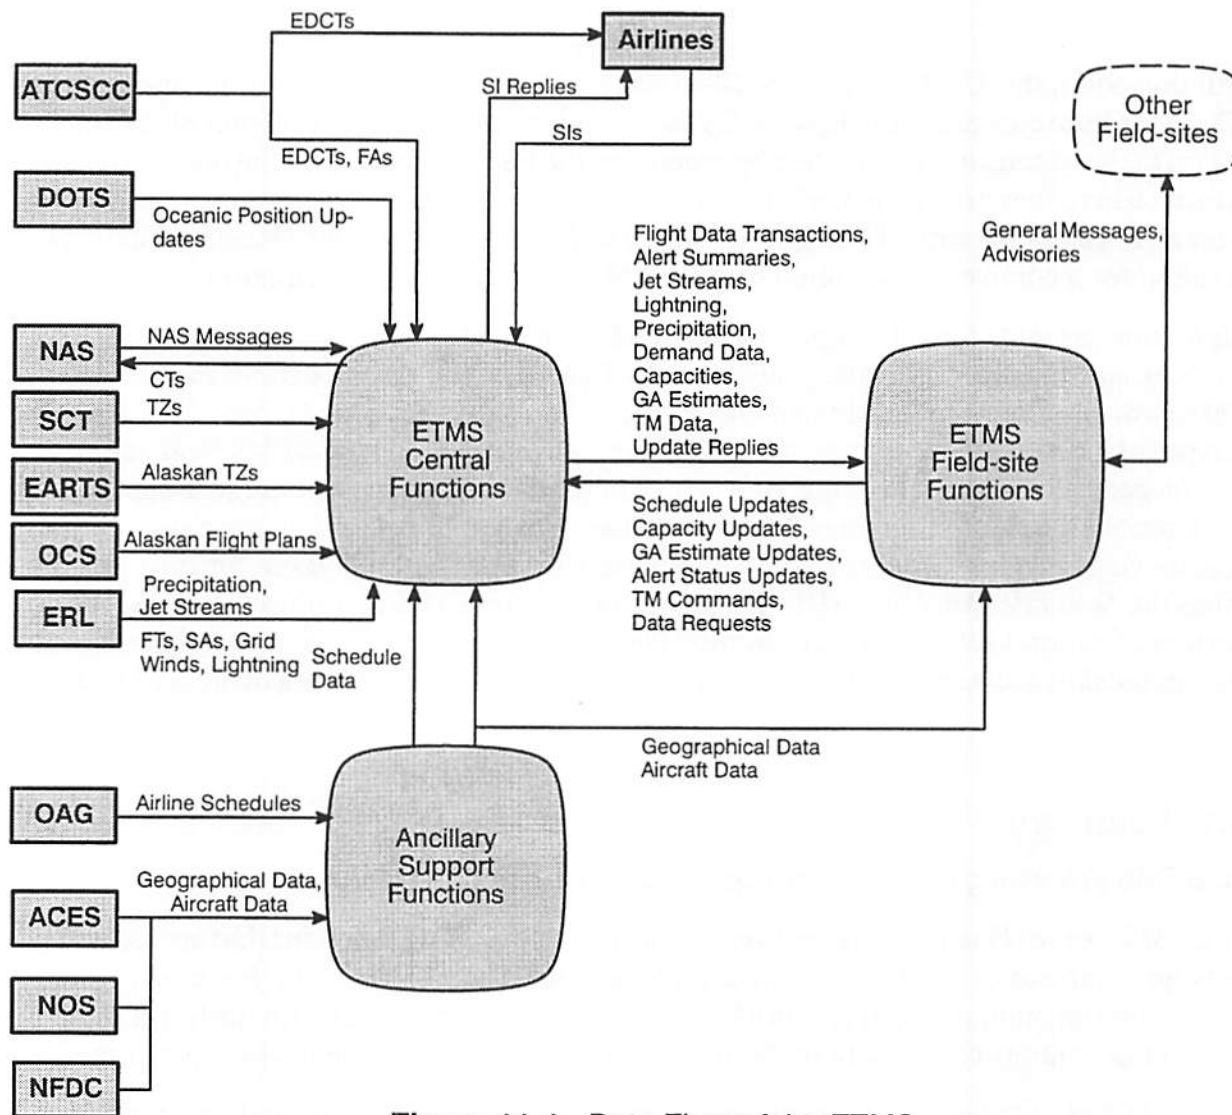 EDCTs
Airlines
ATCSCC
SI Replies
SIs
EDCTs, FAs
Other
Field-sites
DOTS
Oceanic Position Up-
dates
General Messages,
Advisories
Flight Data Transactions,
Alert Summaries,
Jet Streams,
Lightning,
Precipitation,
Demand Data,
Capacities,
GA Estimates,
TM Data,
Update Replies
NAS
NAS Messages
CTs
SCT
TZs
EARTS
Alaskan TZs
OCS
Alaskan Flight Plans
ERL
Precipitation,
Jet Streams
FTs, SAs, Grid
Winds, Lightning
ETMS
Central
Functions
ETMS
Field-site
Functions
Schedule Updates,
Capacity Updates,
GA Estimate Updates,
Alert Status Updates,
TM Commands,
Data Requests
Schedule
Data
Geographical Data
Aircraft Data
OAG
Airline Schedules
Ancillary
Support
Functions
ACES
Geographical Data,
Aircraft Data
NOS
NFDC